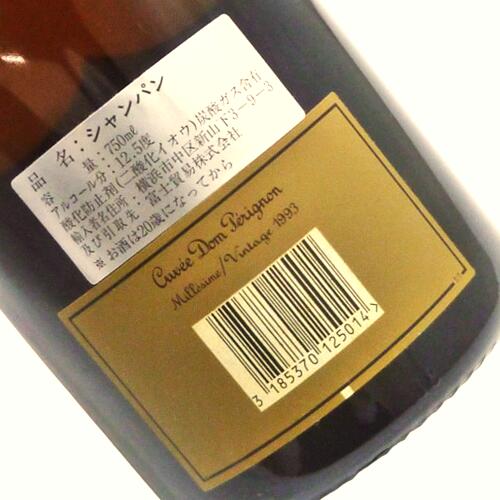 品名：シャンパン
容量：750mℓ
アルコール分：12.5度
酸化防止剤(二酸化イオウ)炭酸ガス含有
輸入者名住所：横浜市中区新山下3-9-3
及び引取先　富士貿易株式会社
※お酒は20歳になってから
Cuvée Dom Pérignon
Millesime/Vintage 1993
3 185370 125014 >